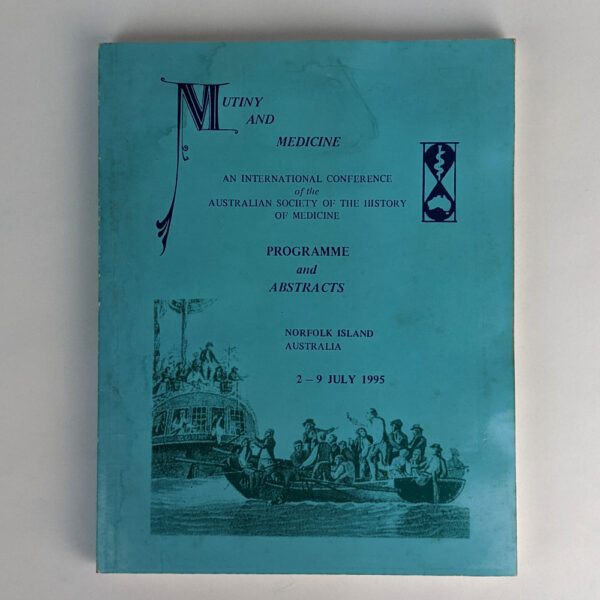 MUTINY
AND
MEDICINE
AN INTERNATIONAL CONFERENCE
of the
AUSTRALIAN SOCIETY OF THE HISTORY
OF MEDICINE
PROGRAMME
and
ABSTRACTS
NORFOLK ISLAND
AUSTRALIA
2 – 9 JULY 1995